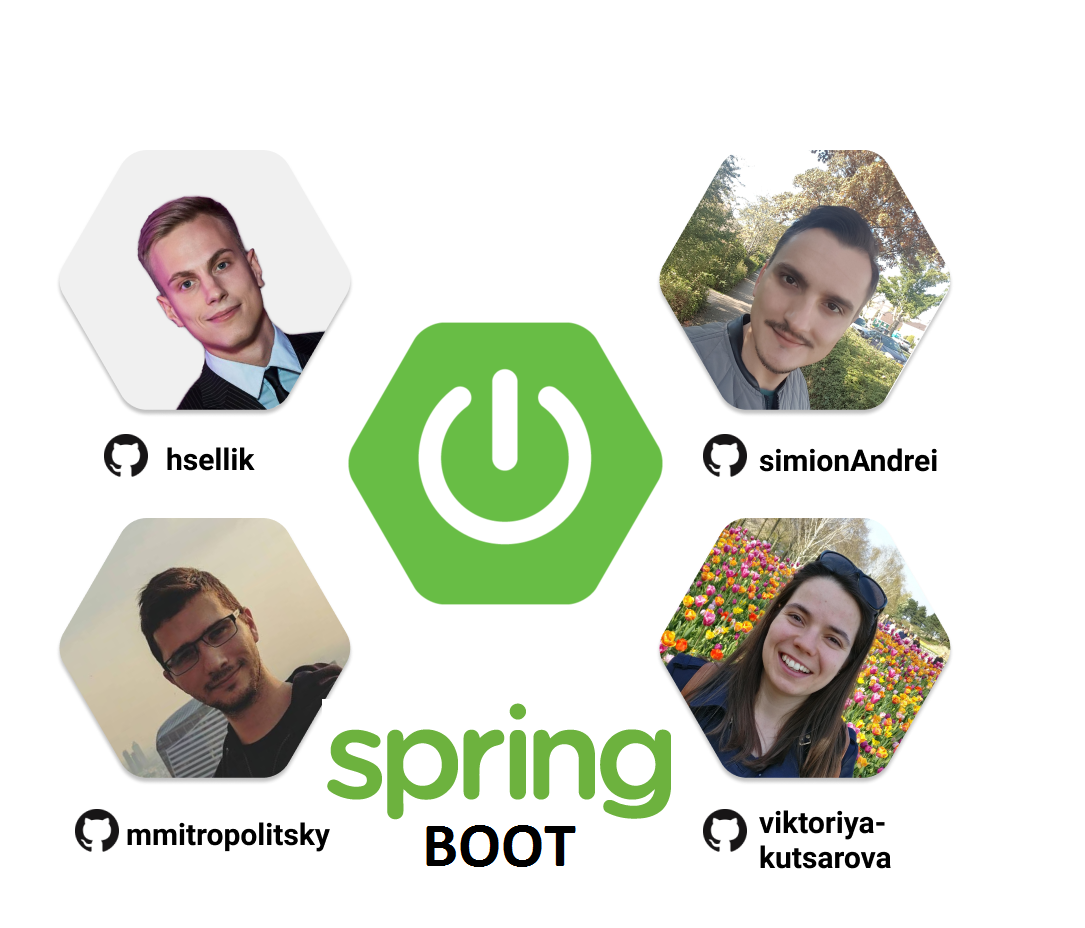 hsellik
simionAndrei
mmitropolitsky
spring
BOOT
viktoriya-
kutsarova